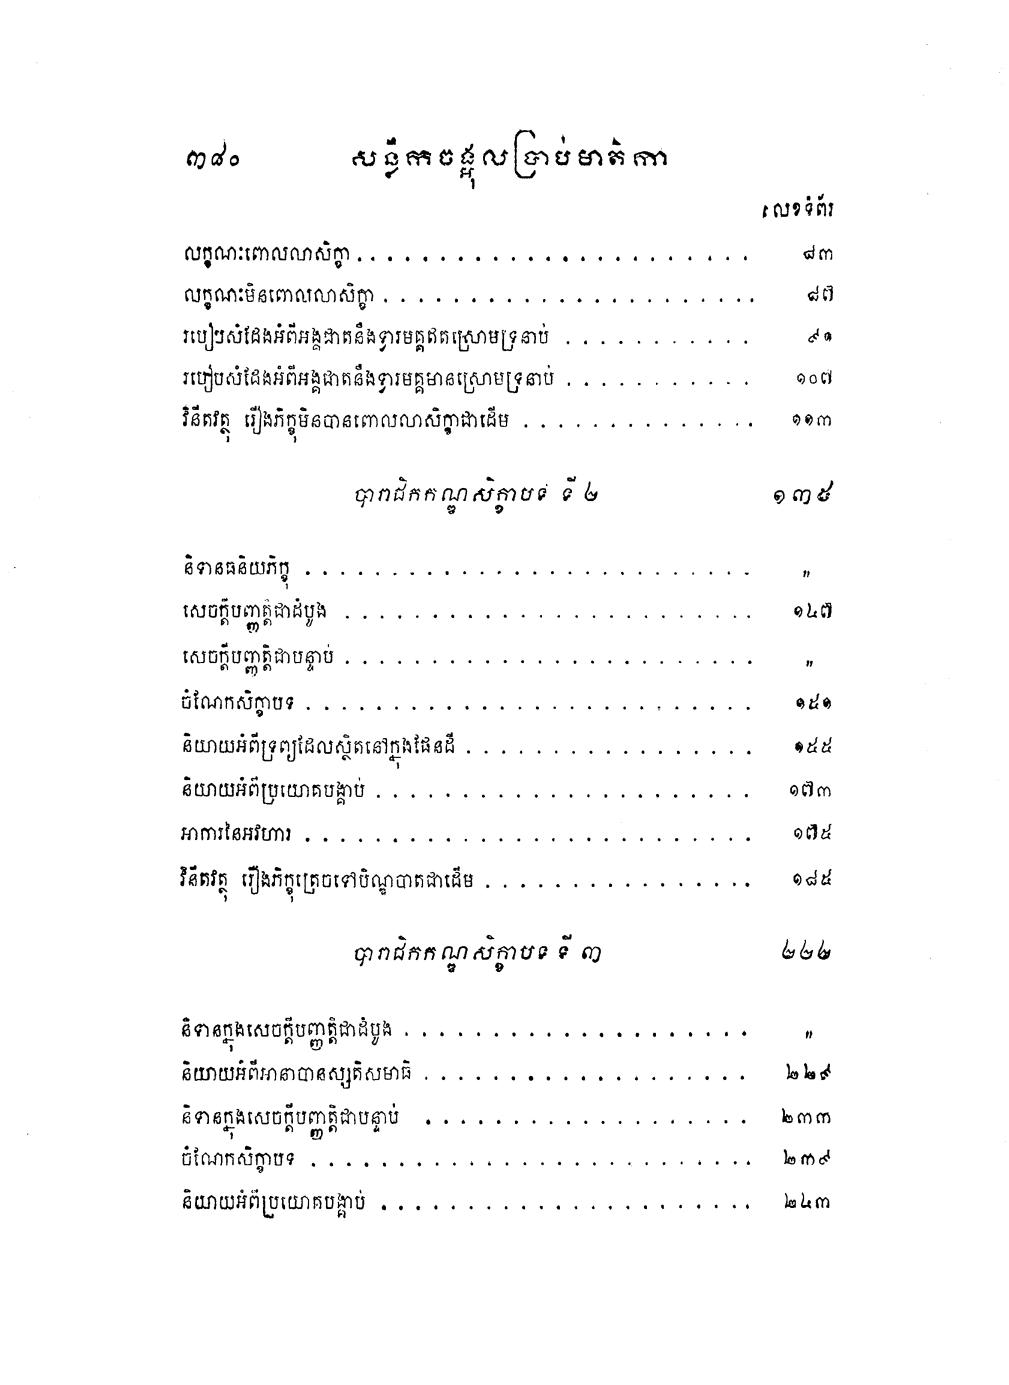 ៣៨០ សន្លឹកចង្អុលប្រាប់មាតិកា
លេខទំព័រ
លក្ខណះពោលលាសិក្ខា . . . . . . . . . . . . . . . . . . . . . . . ៨៣
លក្ខណះមិនពោលលាសិក្ខា . . . . . . . . . . . . . . . . . . . . . . ៨៧
របៀបសំដែងអំពីអង្គជាតនឹងទ្វារមគ្គឥតស្រោមទ្រនាប់ . . . . . . . . . . . ៩១
របៀបសំដែងអំពីអង្គជាតនឹងទ្វារមគ្គមានស្រោមទ្រនាប់ . . . . . . . . . . . ១០៧
វិនីតវត្ថុ រឿងភិក្ខុមិនបានពោលលាសិក្ខាជាដើម . . . . . . . . . . . . . . ១១៣
បារាជិកកណ្ឌសិក្ខាបទ ទី ២ ១៣៥
និទានធនិយភិក្ខុ . . . . . . . . . . . . . . . . . . . . . . . . . . „
សេចក្តីបញ្ញត្តិជាដំបូង . . . . . . . . . . . . . . . . . . . . . . . . ១៤៧
សេចក្តីបញ្ញត្តិជាបន្ទាប់ . . . . . . . . . . . . . . . . . . . . . . . . „
ចំណែកសិក្ខាបទ . . . . . . . . . . . . . . . . . . . . . . . . . . ១៥១
និយាយអំពីទ្រព្យដែលស្ថិតនៅក្នុងផែនដី . . . . . . . . . . . . . . . . . ១៥៥
និយាយអំពីប្រយោគបង្គាប់ . . . . . . . . . . . . . . . . . . . . . . ១៧៣
អាការនៃអវហារ . . . . . . . . . . . . . . . . . . . . . . . . . . ១៧៥
វិនីតវត្ថុ រឿងភិក្ខុត្រេចទៅបិណ្ឌបាតជាដើម . . . . . . . . . . . . . . . . ១៨៥
បារាជិកកណ្ឌសិក្ខាបទ ទី ៣ ២២២
និទានក្នុងសេចក្តីបញ្ញត្តិជាដំបូង . . . . . . . . . . . . . . . . . . . . „
និយាយអំពីអានាបានស្សតិសមាធិ . . . . . . . . . . . . . . . . . . . ២២៩
និទានក្នុងសេចក្តីបញ្ញត្តិជាបន្ទាប់ . . . . . . . . . . . . . . . . . . . ២៣៣
ចំណែកសិក្ខាបទ . . . . . . . . . . . . . . . . . . . . . . . . . . ២៣៩
និយាយអំពីប្រយោគបង្គាប់ . . . . . . . . . . . . . . . . . . . . . . ២៤៣